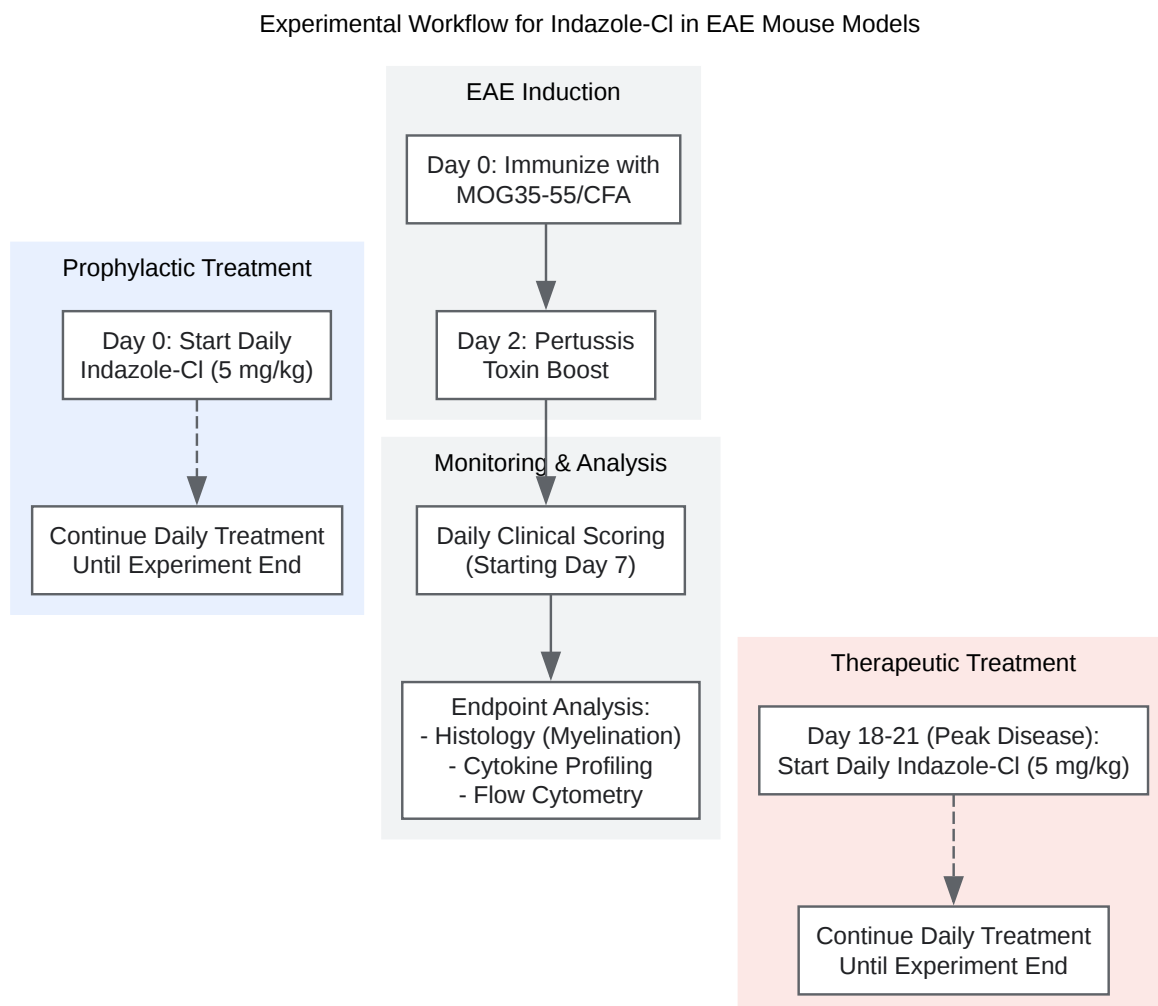 Experimental Workflow for Indazole-Cl in EAE Mouse Models
EAE Induction
Day 0: Immunize with
MOG35-55/CFA
Day 2: Pertussis
Toxin Boost
Prophylactic Treatment
Day 0: Start Daily
Indazole-Cl (5 mg/kg)
Continue Daily Treatment
Until Experiment End
Monitoring & Analysis
Daily Clinical Scoring
(Starting Day 7)
Endpoint Analysis:
- Histology (Myelination)
- Cytokine Profiling
- Flow Cytometry
Therapeutic Treatment
Day 18-21 (Peak Disease):
Start Daily Indazole-Cl (5 mg/kg)
Continue Daily Treatment
Until Experiment End